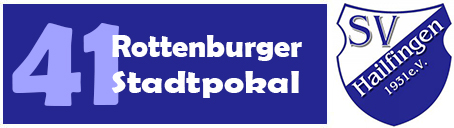 41 Rottenburger
Stadtpokal
SV
Hailfingen
1931 e.V.